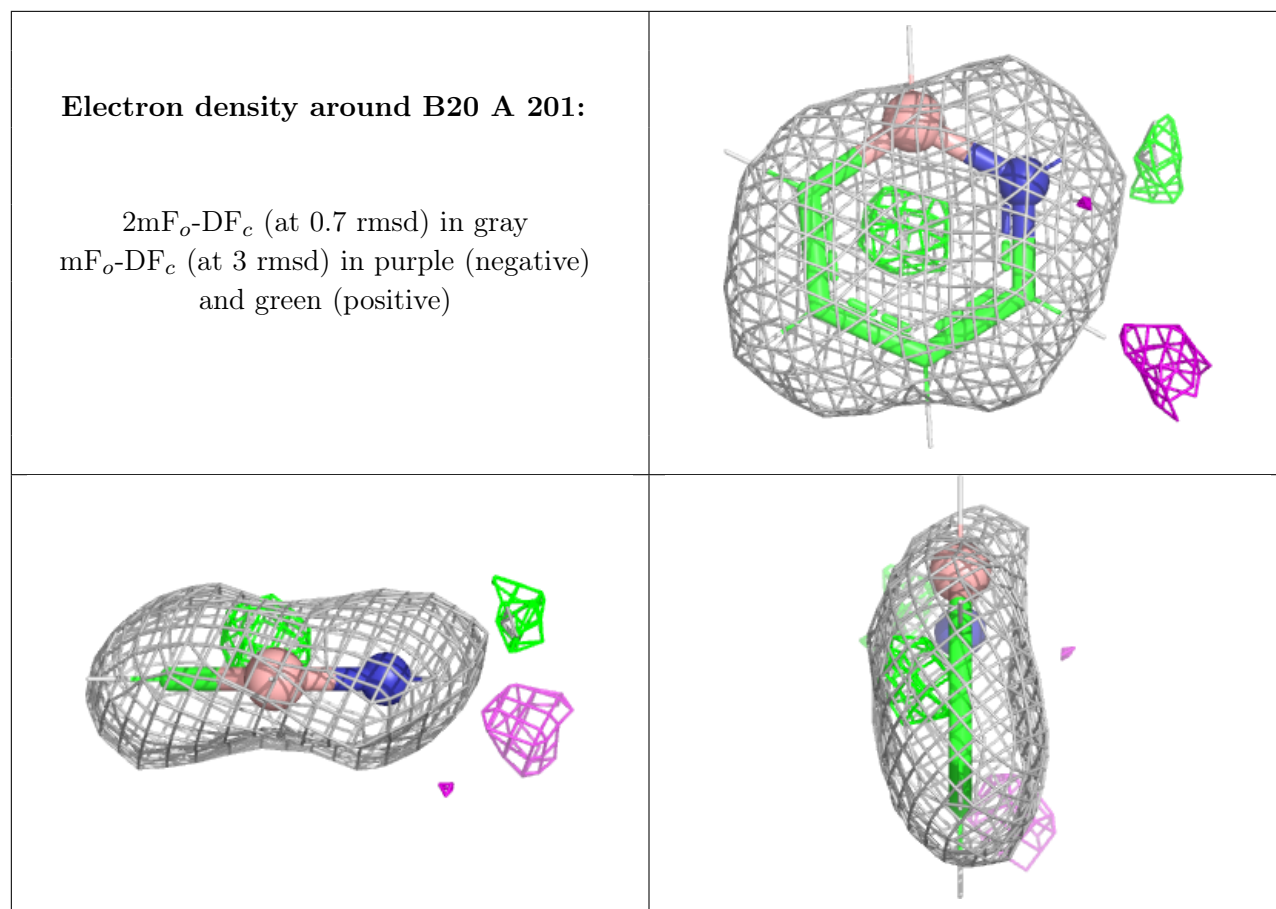 Electron density around B20 A 201:
2mFₒ-DF𝒸 (at 0.7 rmsd) in gray
mFₒ-DF𝒸 (at 3 rmsd) in purple (negative)
and green (positive)